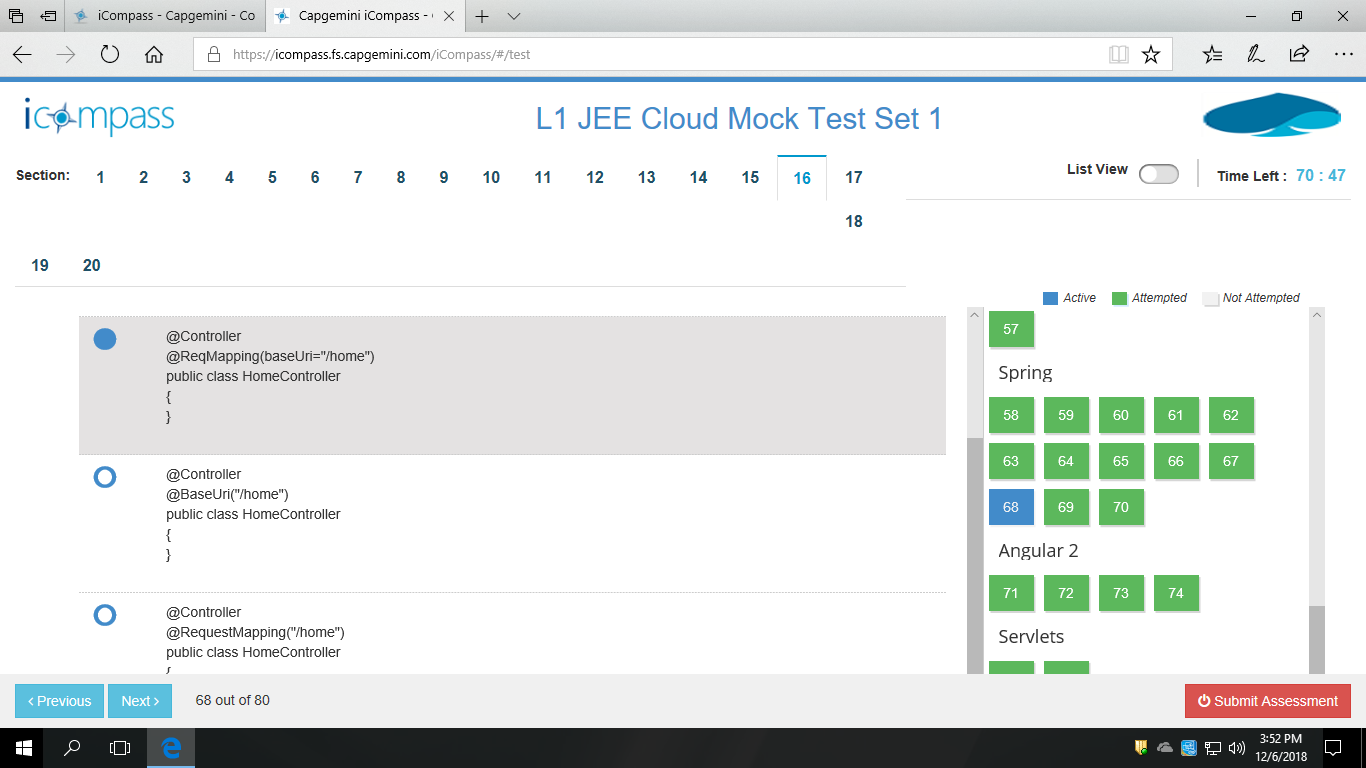 iCompass - Capgemini - Co
Capgemini iCompass -
https://icompass.fs.capgemini.com/iCompass/#/test
icompass
L1 JEE Cloud Mock Test Set 1
Section: 1 2 3 4 5 6 7 8 9 10 11 12 13 14 15 16 17
18
19 20
List View
Time Left : 70 : 47
Active Attempted Not Attempted
@Controller
@ReqMapping(baseUri="/home")
public class HomeController
{
}
@Controller
@BaseUri("/home")
public class HomeController
{
}
@Controller
@RequestMapping("/home")
public class HomeController
{
57
Spring
58 59 60 61 62
63 64 65 66 67
68 69 70
Angular 2
71 72 73 74
Servlets
‹ Previous
Next ›
68 out of 80
Submit Assessment
3:52 PM
12/6/2018